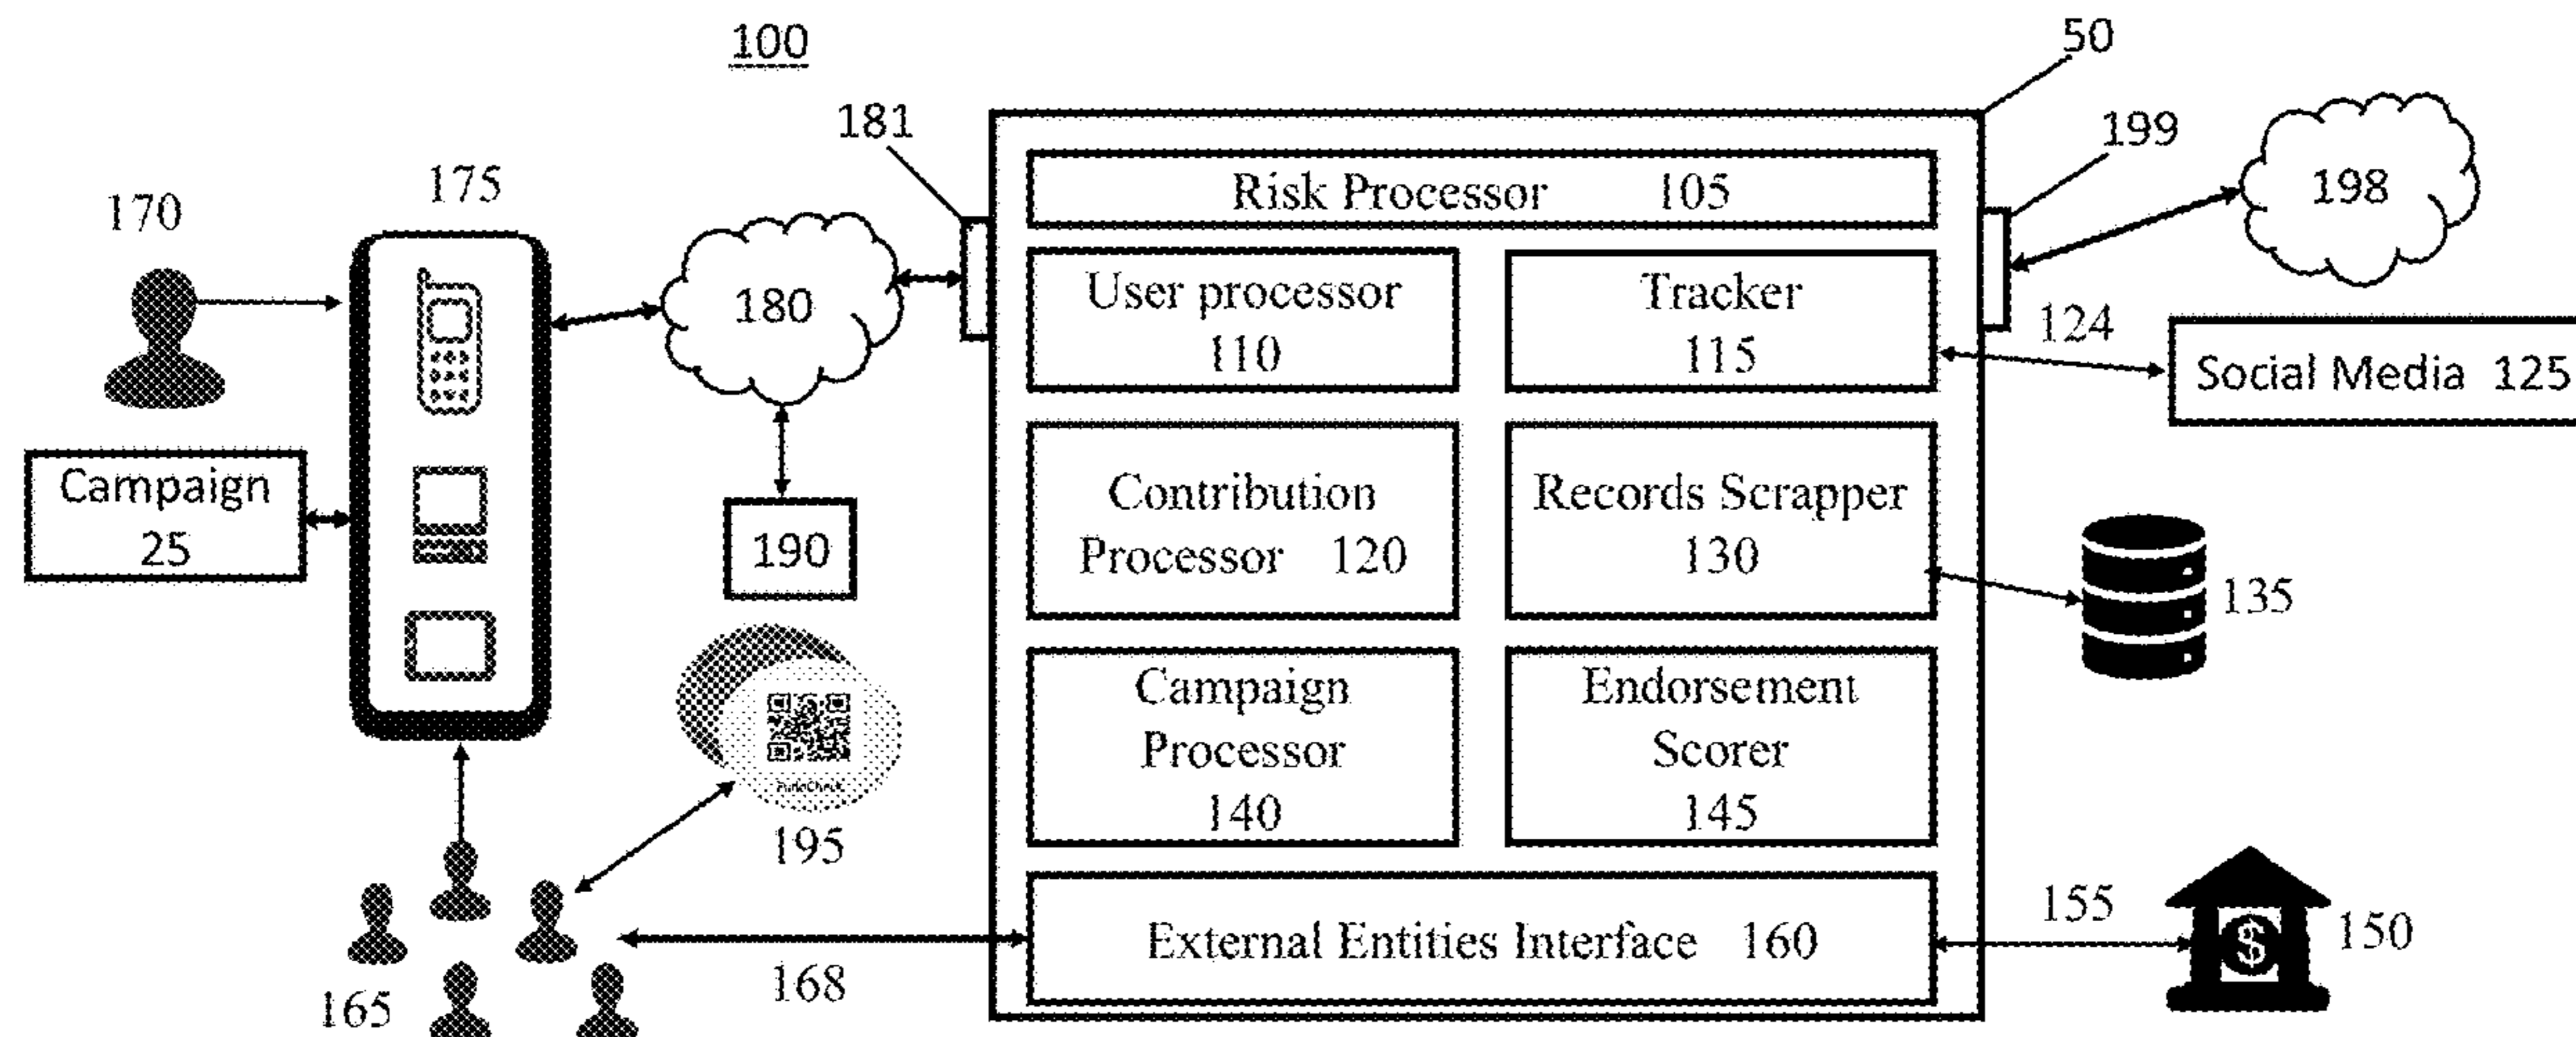 100
50
181
199
175
198
170
Risk Processor 105
180
User processor
110
Tracker
115
124
Social Media 125
Campaign
25
Contribution
Processor 120
Records Scrapper
130
190
135
Campaign
Processor
140
Endorsement
Scorer
145
195
External Entities Interface 160
155
$
150
168
165